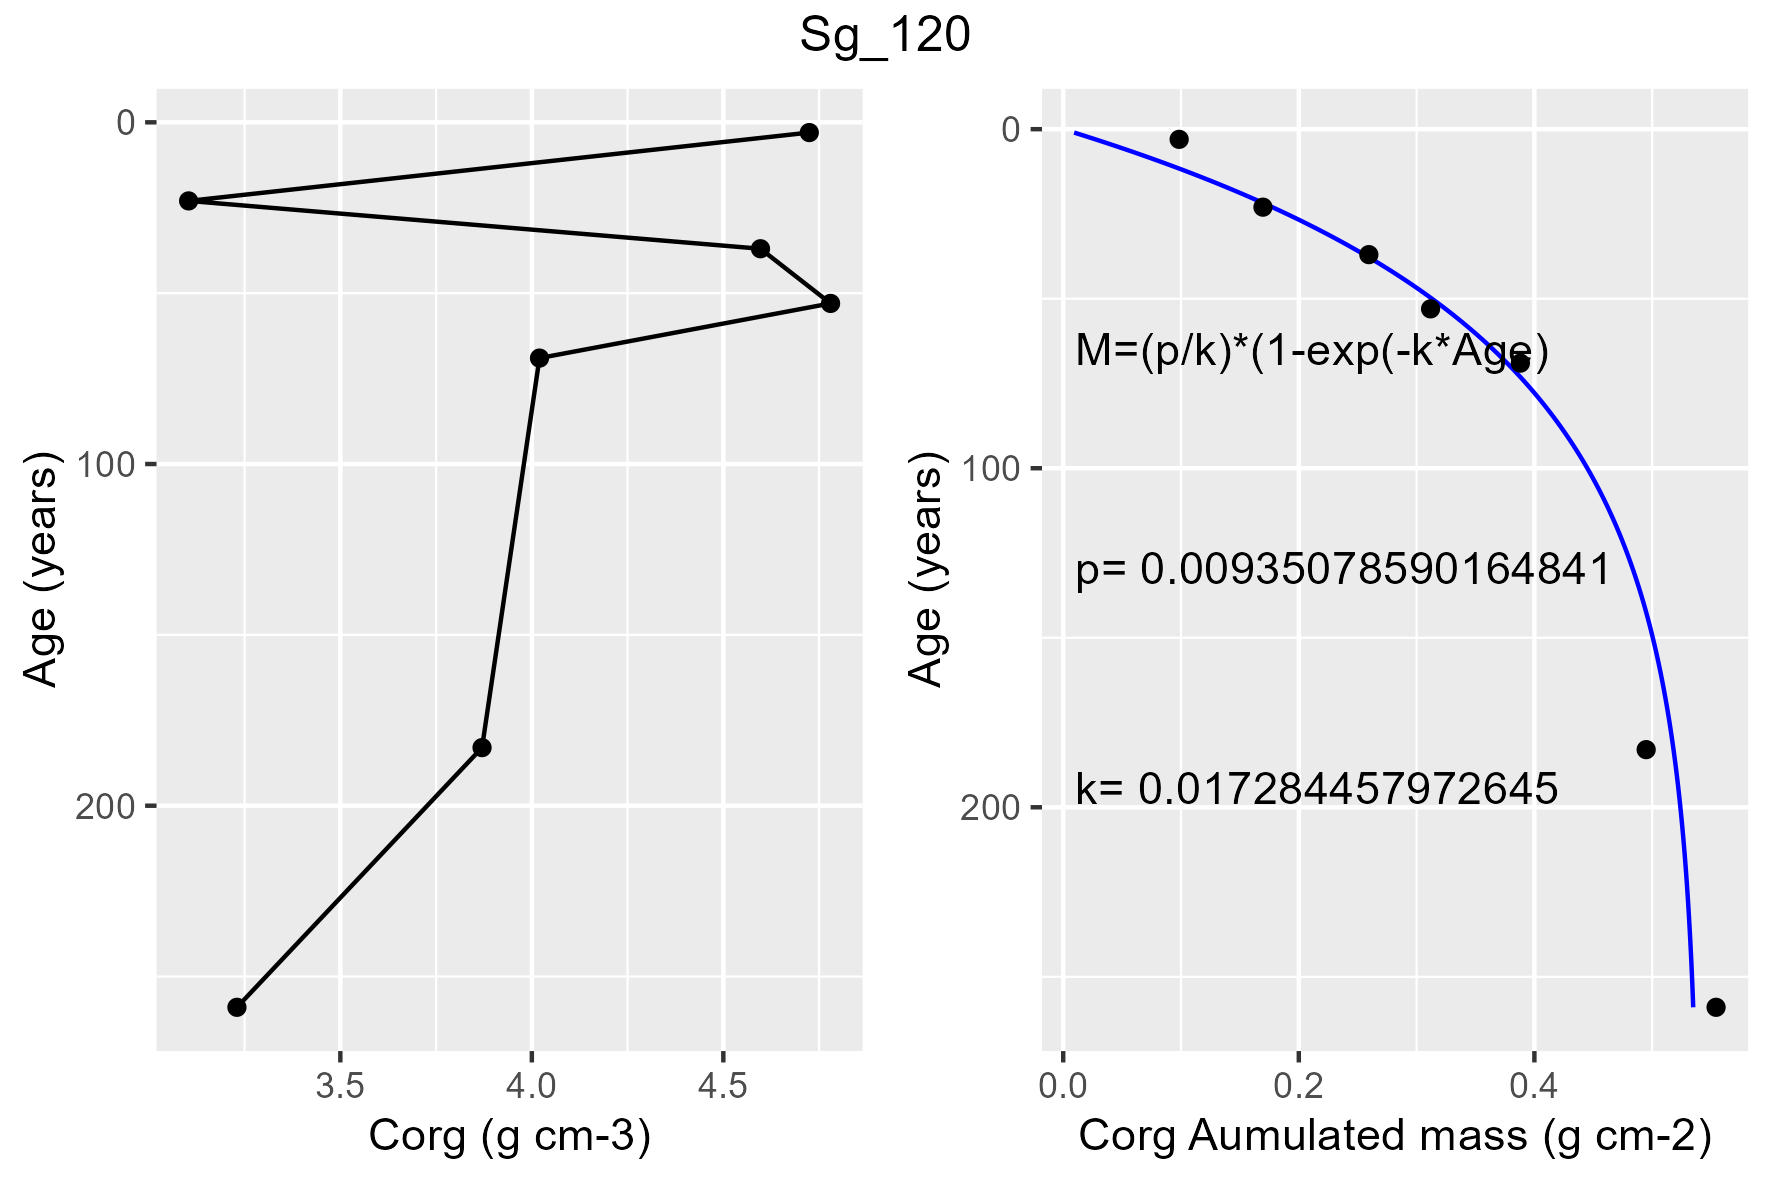 Sg_120
0
100
200
Age (years)
3.5 4.0 4.5
Corg (g cm-3)
0
100
200
Age (years)
M=(p/k)*(1-exp(-k*Age)
p= 0.00935078590164841
k= 0.017284457972645
0.0 0.2 0.4
Corg Aumulated mass (g cm-2)